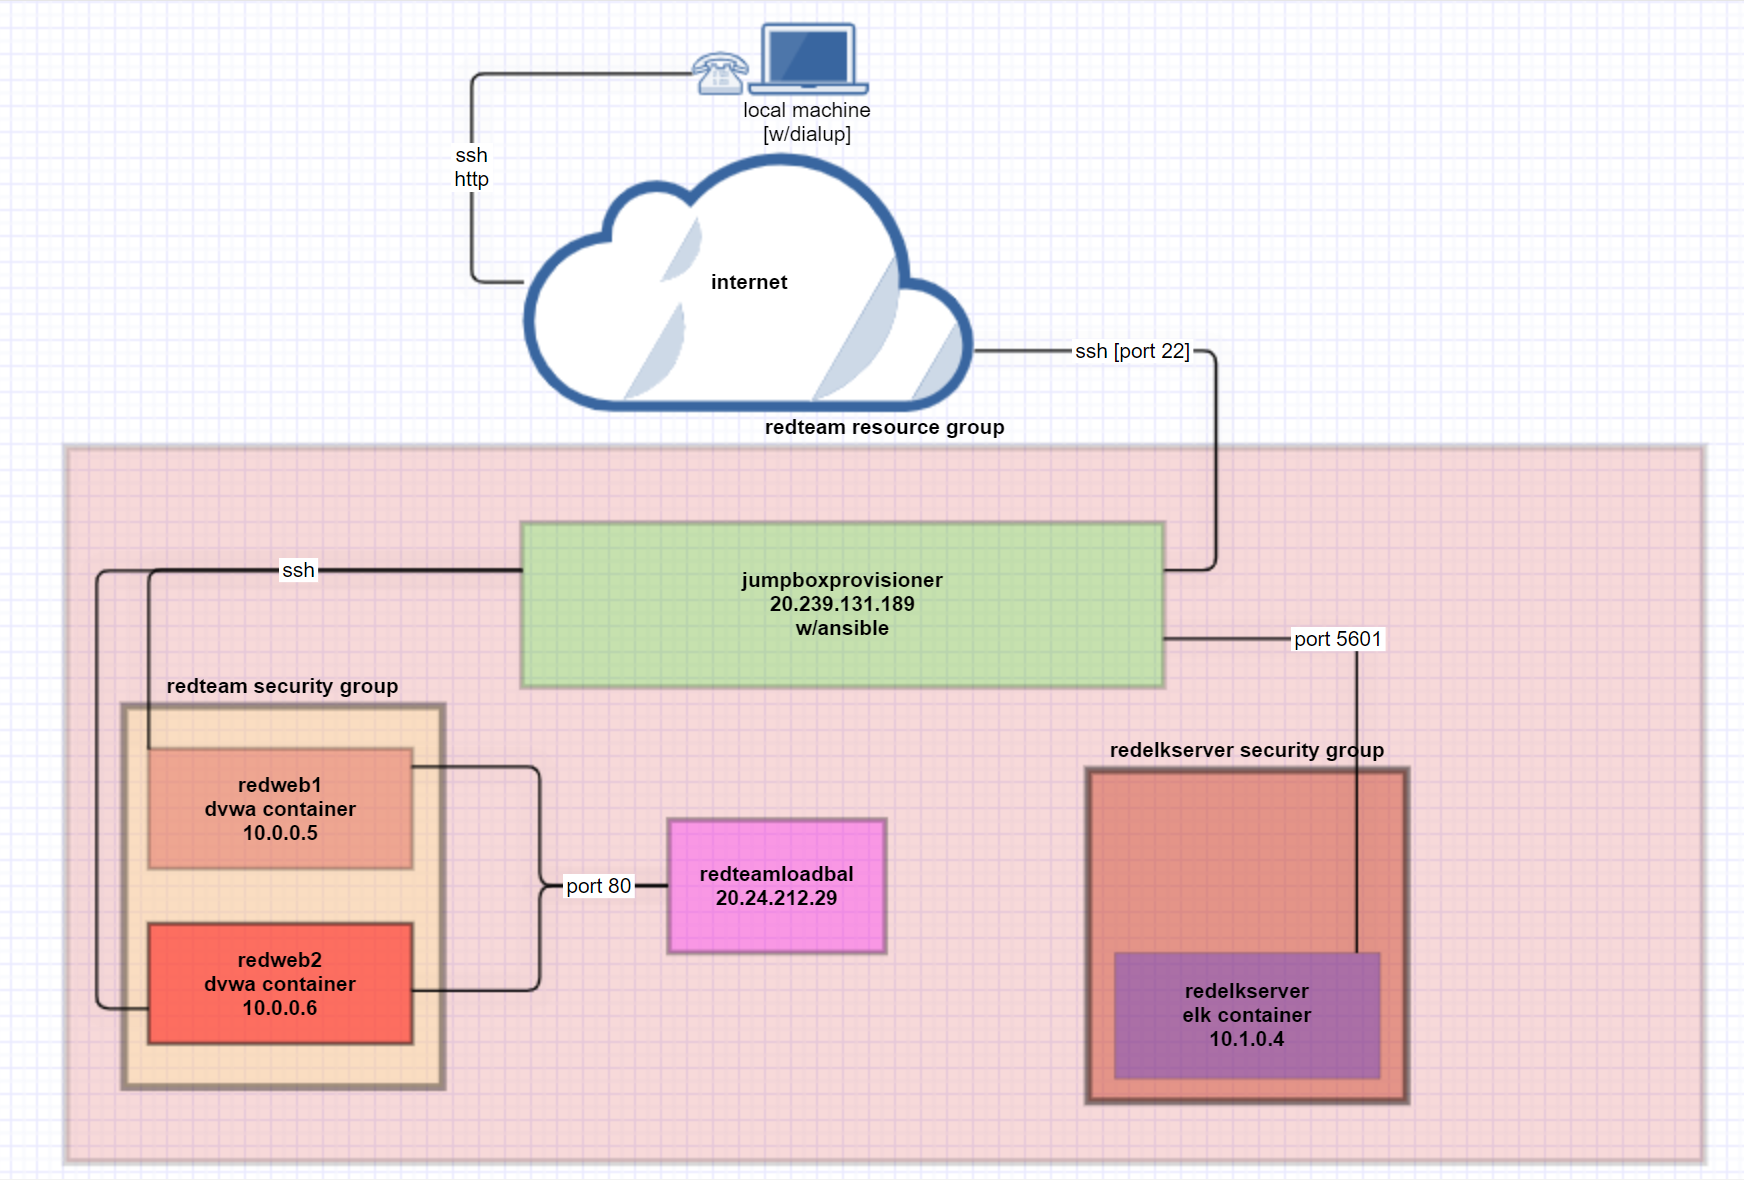 local machine
[w/dialup]
ssh
http
internet
ssh [port 22]
redteam resource group
jumpboxprovisioner
20.239.131.189
w/ansible
ssh
port 5601
redteam security group
redweb1
dvwa container
10.0.0.5
redweb2
dvwa container
10.0.0.6
port 80
redteamloadbal
20.24.212.29
redelkserver security group
redelkserver
elk container
10.1.0.4